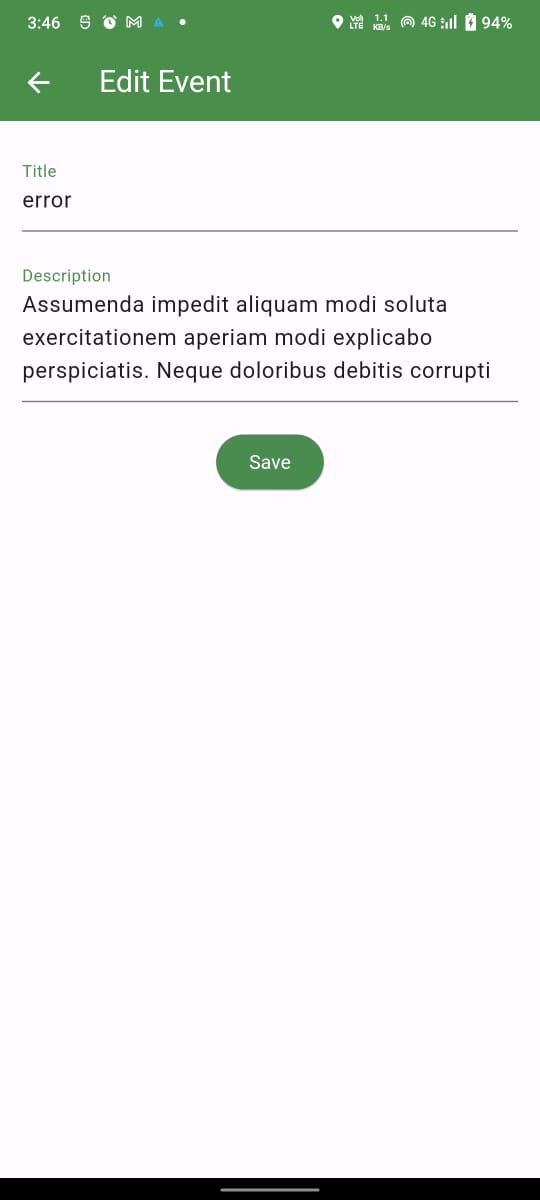 3:46
Vo)) LTE
1.1 KB/s
4G
94%
Edit Event
Title
error
Description
Assumenda impedit aliquam modi soluta
exercitationem aperiam modi explicabo
perspiciatis. Neque doloribus debitis corrupti
Save